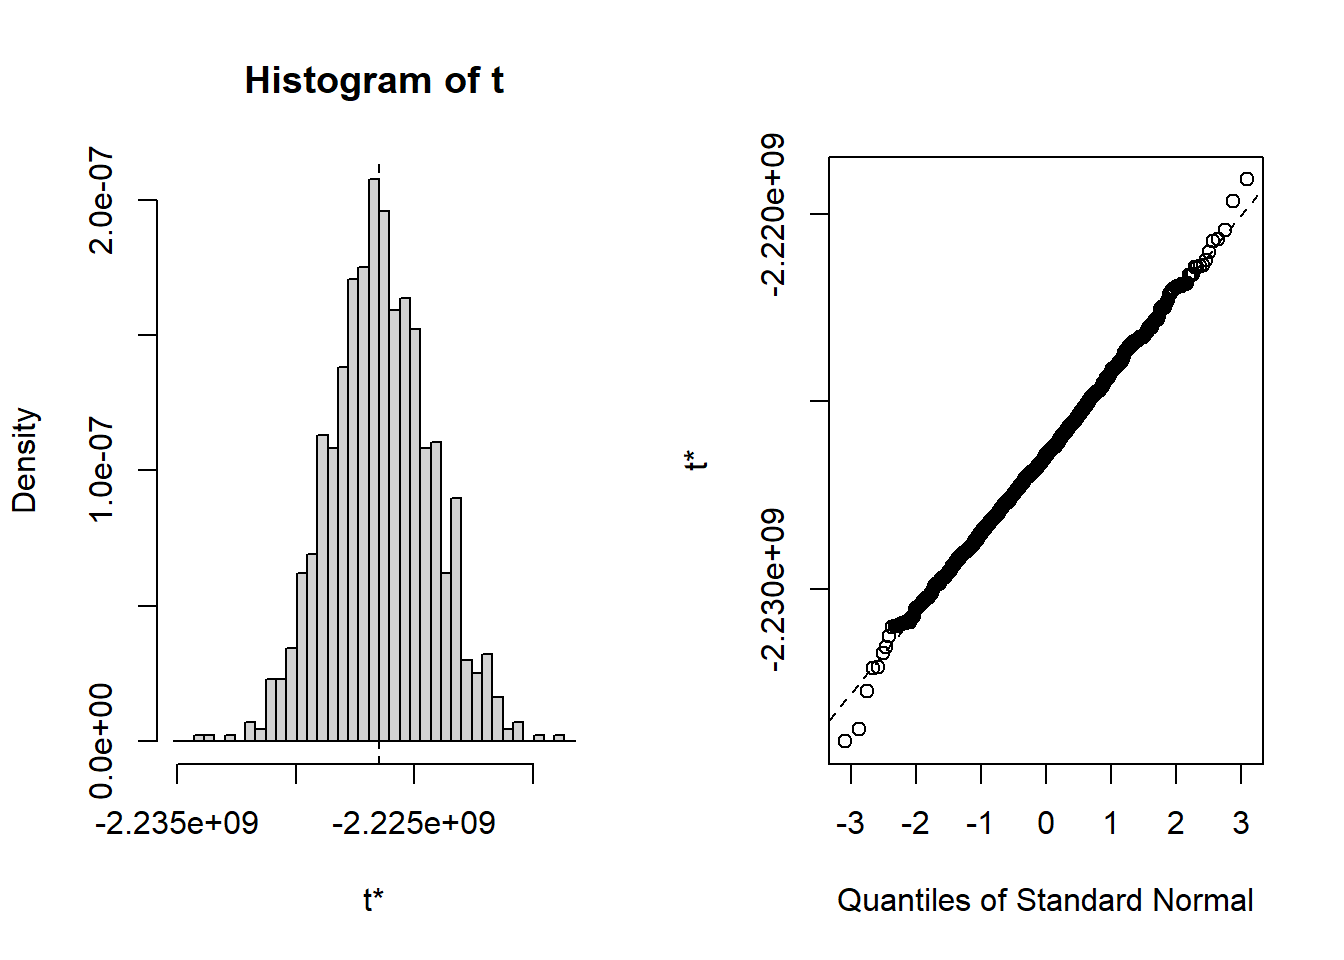 Histogram of t
Density
0.0e+00
1.0e-07
2.0e-07
-2.235e+09
-2.225e+09
t*
t*
-2.230e+09
-2.220e+09
-3
-2
-1
0
1
2
3
Quantiles of Standard Normal